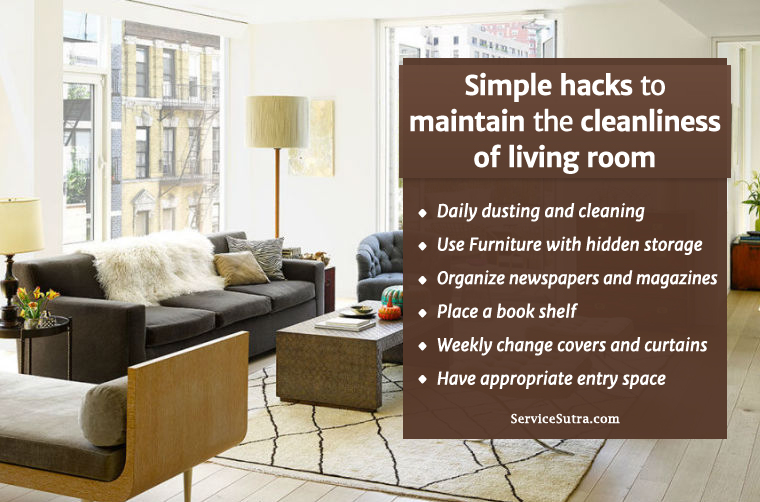 Simple hacks to
maintain the cleanliness
of living room
Daily dusting and cleaning
Use Furniture with hidden storage
Organize newspapers and magazines
Place a book shelf
Weekly change covers and curtains
Have appropriate entry space
ServiceSutra.com